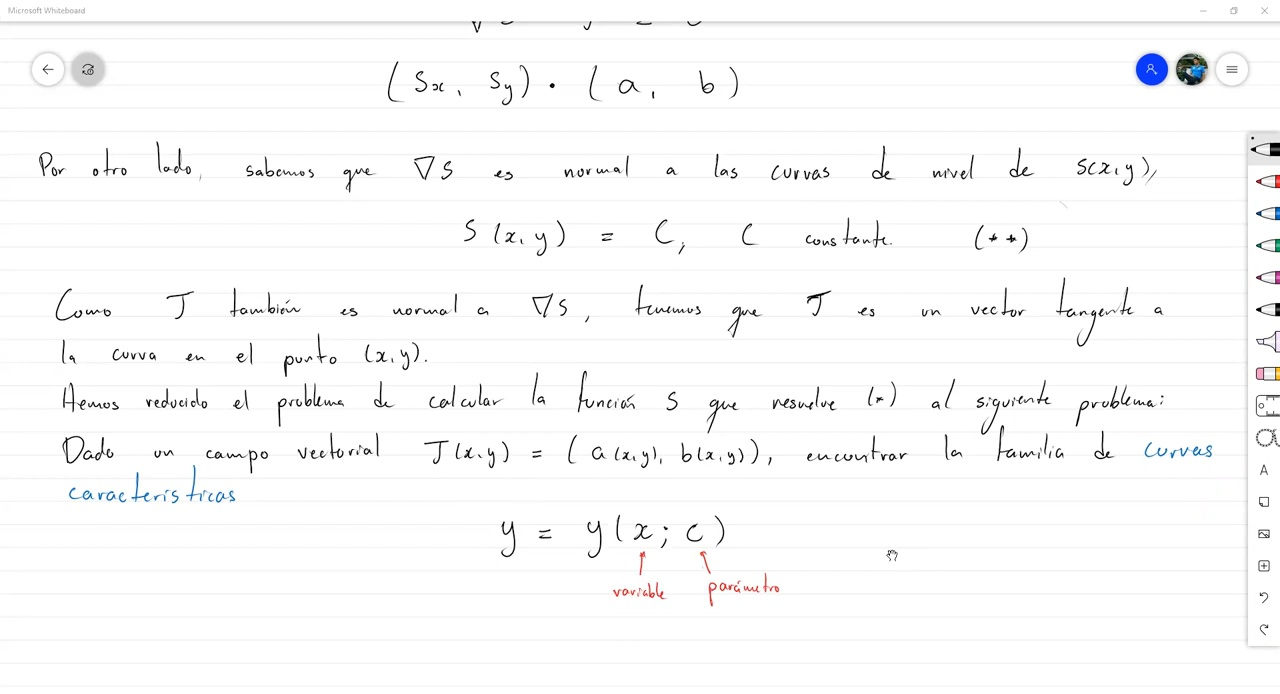 Microsoft Whiteboard
(Sx, Sy) · (a, b)
Por otro lado, sabemos que ∇S es normal a las curvas de nivel de S(x,y),
S(x,y) = C, C constante. (**)
Como J también es normal a ∇S, tenemos que J es un vector tangente a
la curva en el punto (x,y).
Hemos reducido el problema de calcular la función S que resuelve (*) al siguiente problema:
Dado un campo vectorial J(x,y) = (a(x,y), b(x,y)), encontrar la familia de curvas
características
y = y(x; c)
variable parámetro
A